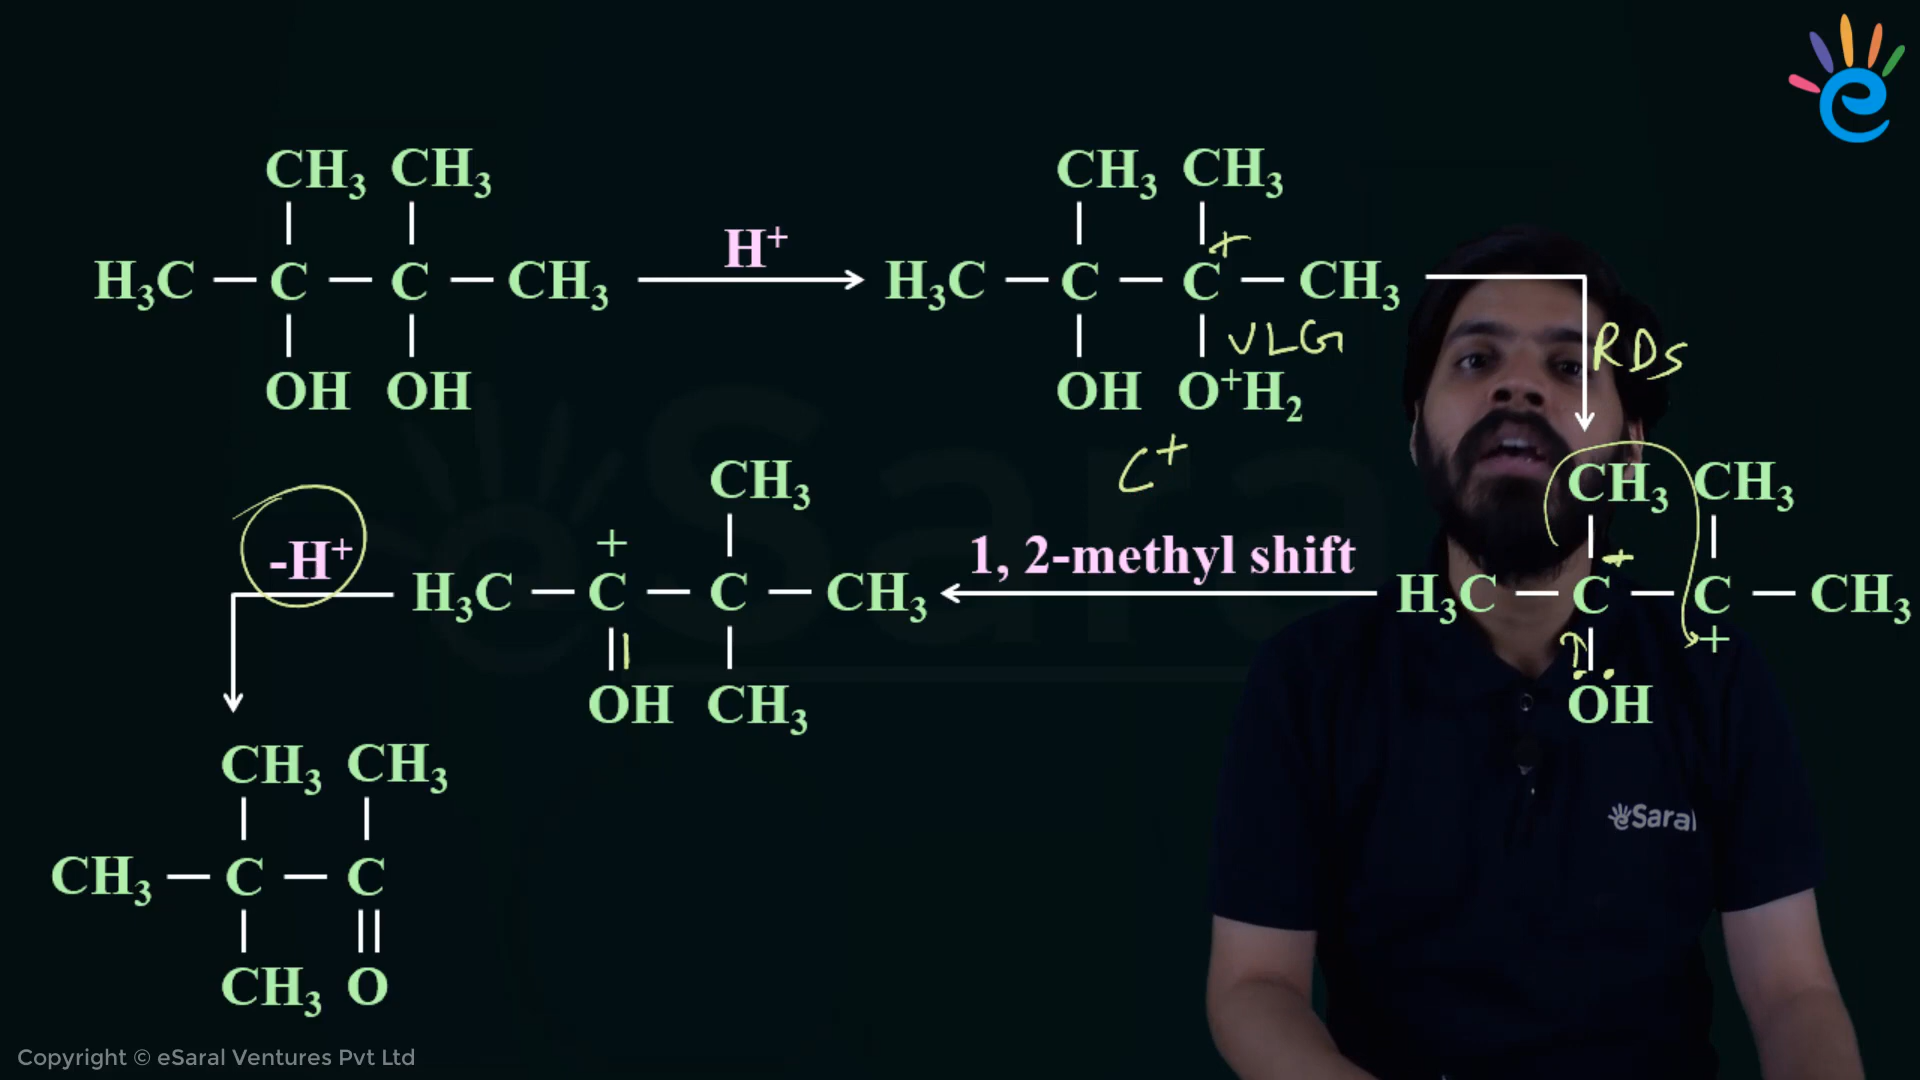 CH₃ CH₃
H₃C — C — C — CH₃
OH OH
H⁺
CH₃ CH₃
H₃C — C⁺ — C — CH₃
VLG
OH O⁺H₂
C⁺
RDS
CH₃ CH₃
H₃C — C⁺ — C — CH₃
+
OH
1, 2-methyl shift
CH₃
+
H₃C — C — C — CH₃
OH CH₃
-H⁺
CH₃ CH₃
CH₃ — C — C
CH₃ O
e
eSaral
Copyright © eSaral Ventures Pvt Ltd